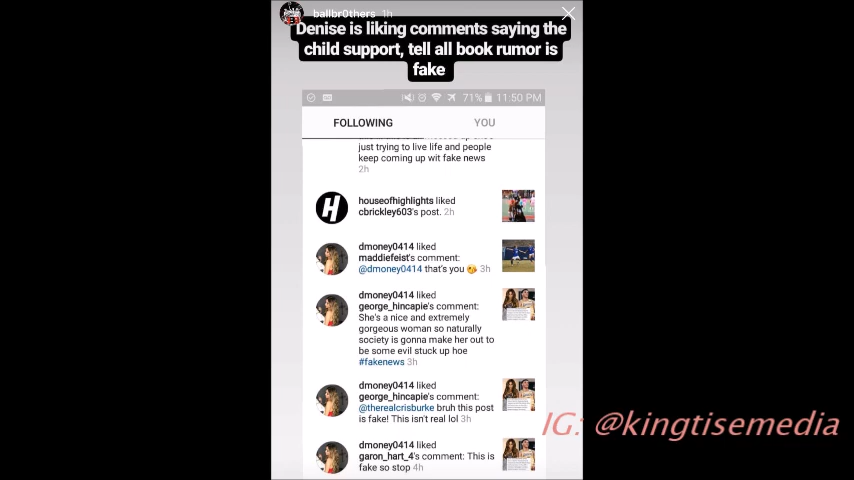 ballbr0thers 1h
Denise is liking comments saying the
child support, tell all book rumor is
fake
71% 11:50 PM
FOLLOWING YOU
just trying to live life and people
keep coming up wit fake news
2h
houseofhighlights liked
cbrickley603's post. 2h
dmoney0414 liked
maddiefeist's comment:
@dmoney0414 that's you 😘 3h
dmoney0414 liked
george_hincapie's comment:
She's a nice and extremely
gorgeous woman so naturally
society is gonna make her out to
be some evil stuck up hoe
#fakenews 3h
dmoney0414 liked
george_hincapie's comment:
@therealcrisburke bruh this post
is fake! This isn't real lol 3h
dmoney0414 liked
garon_hart_4's comment: This is
fake so stop 4h
IG: @kingtisemedia